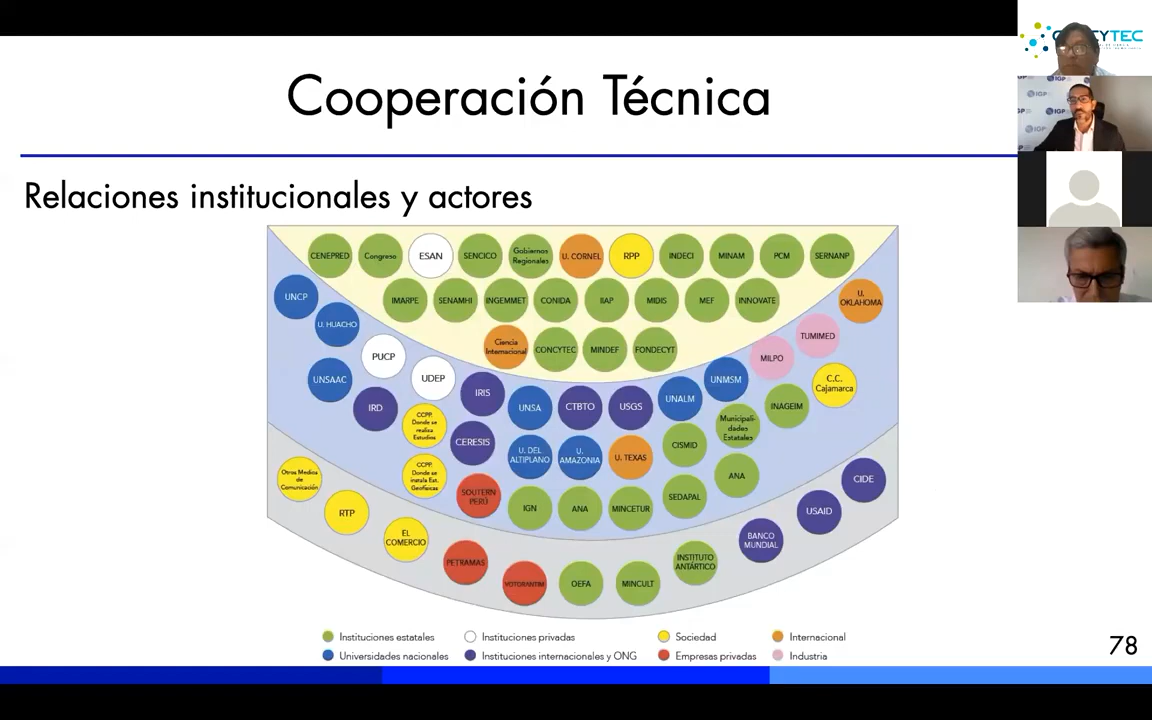 Cooperación Técnica
Relaciones institucionales y actores
CENEPRED
Congreso
ESAN
SENCICO
Gobiernos
Regionales
U. CORNEL
RPP
INDECI
MINAM
PCM
SERNANP
UNCP
IMARPE
SENAMHI
INGEMMET
CONIDA
IIAP
MIDIS
MEF
INNOVATE
U.
OKLAHOMA
U. HUACHO
TUMIMED
PUCP
Ciencia
Internacional
CONCYTEC
MINDEF
FONDECYT
MILPO
UNSAAC
UDEP
IRIS
UNMSM
C.C.
Cajamarca
IRD
UNSA
CTBTO
USGS
UNALM
INAGEIM
CCPP.
Donde se
realiza
Estudios
Municipali-
dades
Estatales
CERESIS
CISMID
U. DEL
ALTIPLANO
U.
AMAZONIA
U. TEXAS
CCPP.
Donde se
instala Est.
Geofísicas
ANA
Otros Medios
de
Comunicación
CIDE
SOUTERN
PERÚ
SEDAPAL
IGN
ANA
MINCETUR
RTP
USAID
EL
COMERCIO
BANCO
MUNDIAL
PETRAMAS
INSTITUTO
ANTÁRTICO
VOTORANTIM
OEFA
MINCULT
Instituciones estatales
Instituciones privadas
Sociedad
Internacional
Universidades nacionales
Instituciones internacionales y ONG
Empresas privadas
Industria
78
IGP
IGP
IGP